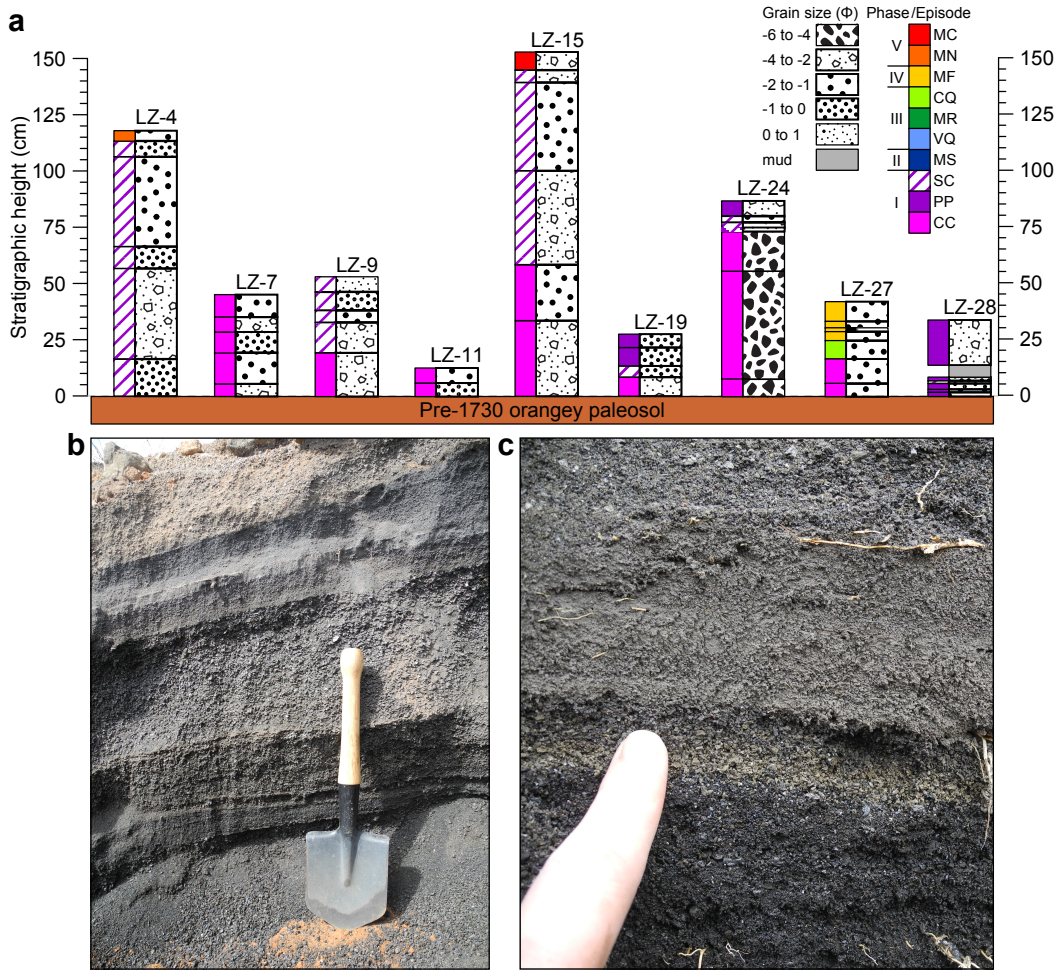 a
Grain size (Φ)
-6 to -4
-4 to -2
-2 to -1
-1 to 0
0 to 1
mud
Phase/Episode
V
IV
III
II
I
MC
MN
MF
CQ
MR
VQ
MS
SC
PP
CC
Stratigraphic height (cm)
150
125
100
75
50
25
0
LZ-4
LZ-7
LZ-9
LZ-11
LZ-15
LZ-19
LZ-24
LZ-27
LZ-28
150
125
100
75
50
25
0
Pre-1730 orangey paleosol
b
c